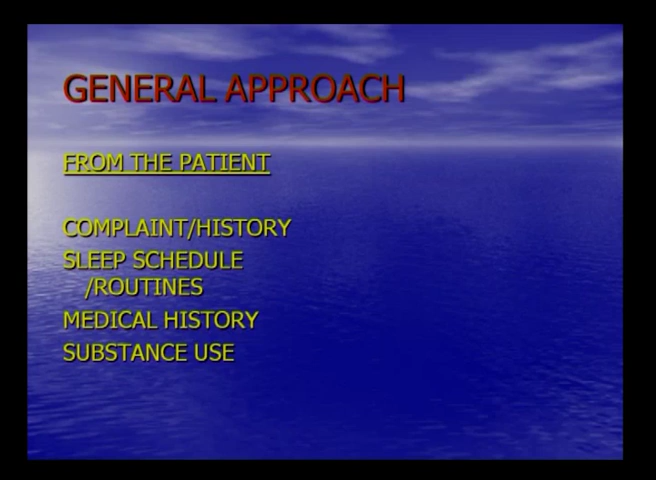 GENERAL APPROACH
FROM THE PATIENT
COMPLAINT/HISTORY
SLEEP SCHEDULE
/ROUTINES
MEDICAL HISTORY
SUBSTANCE USE